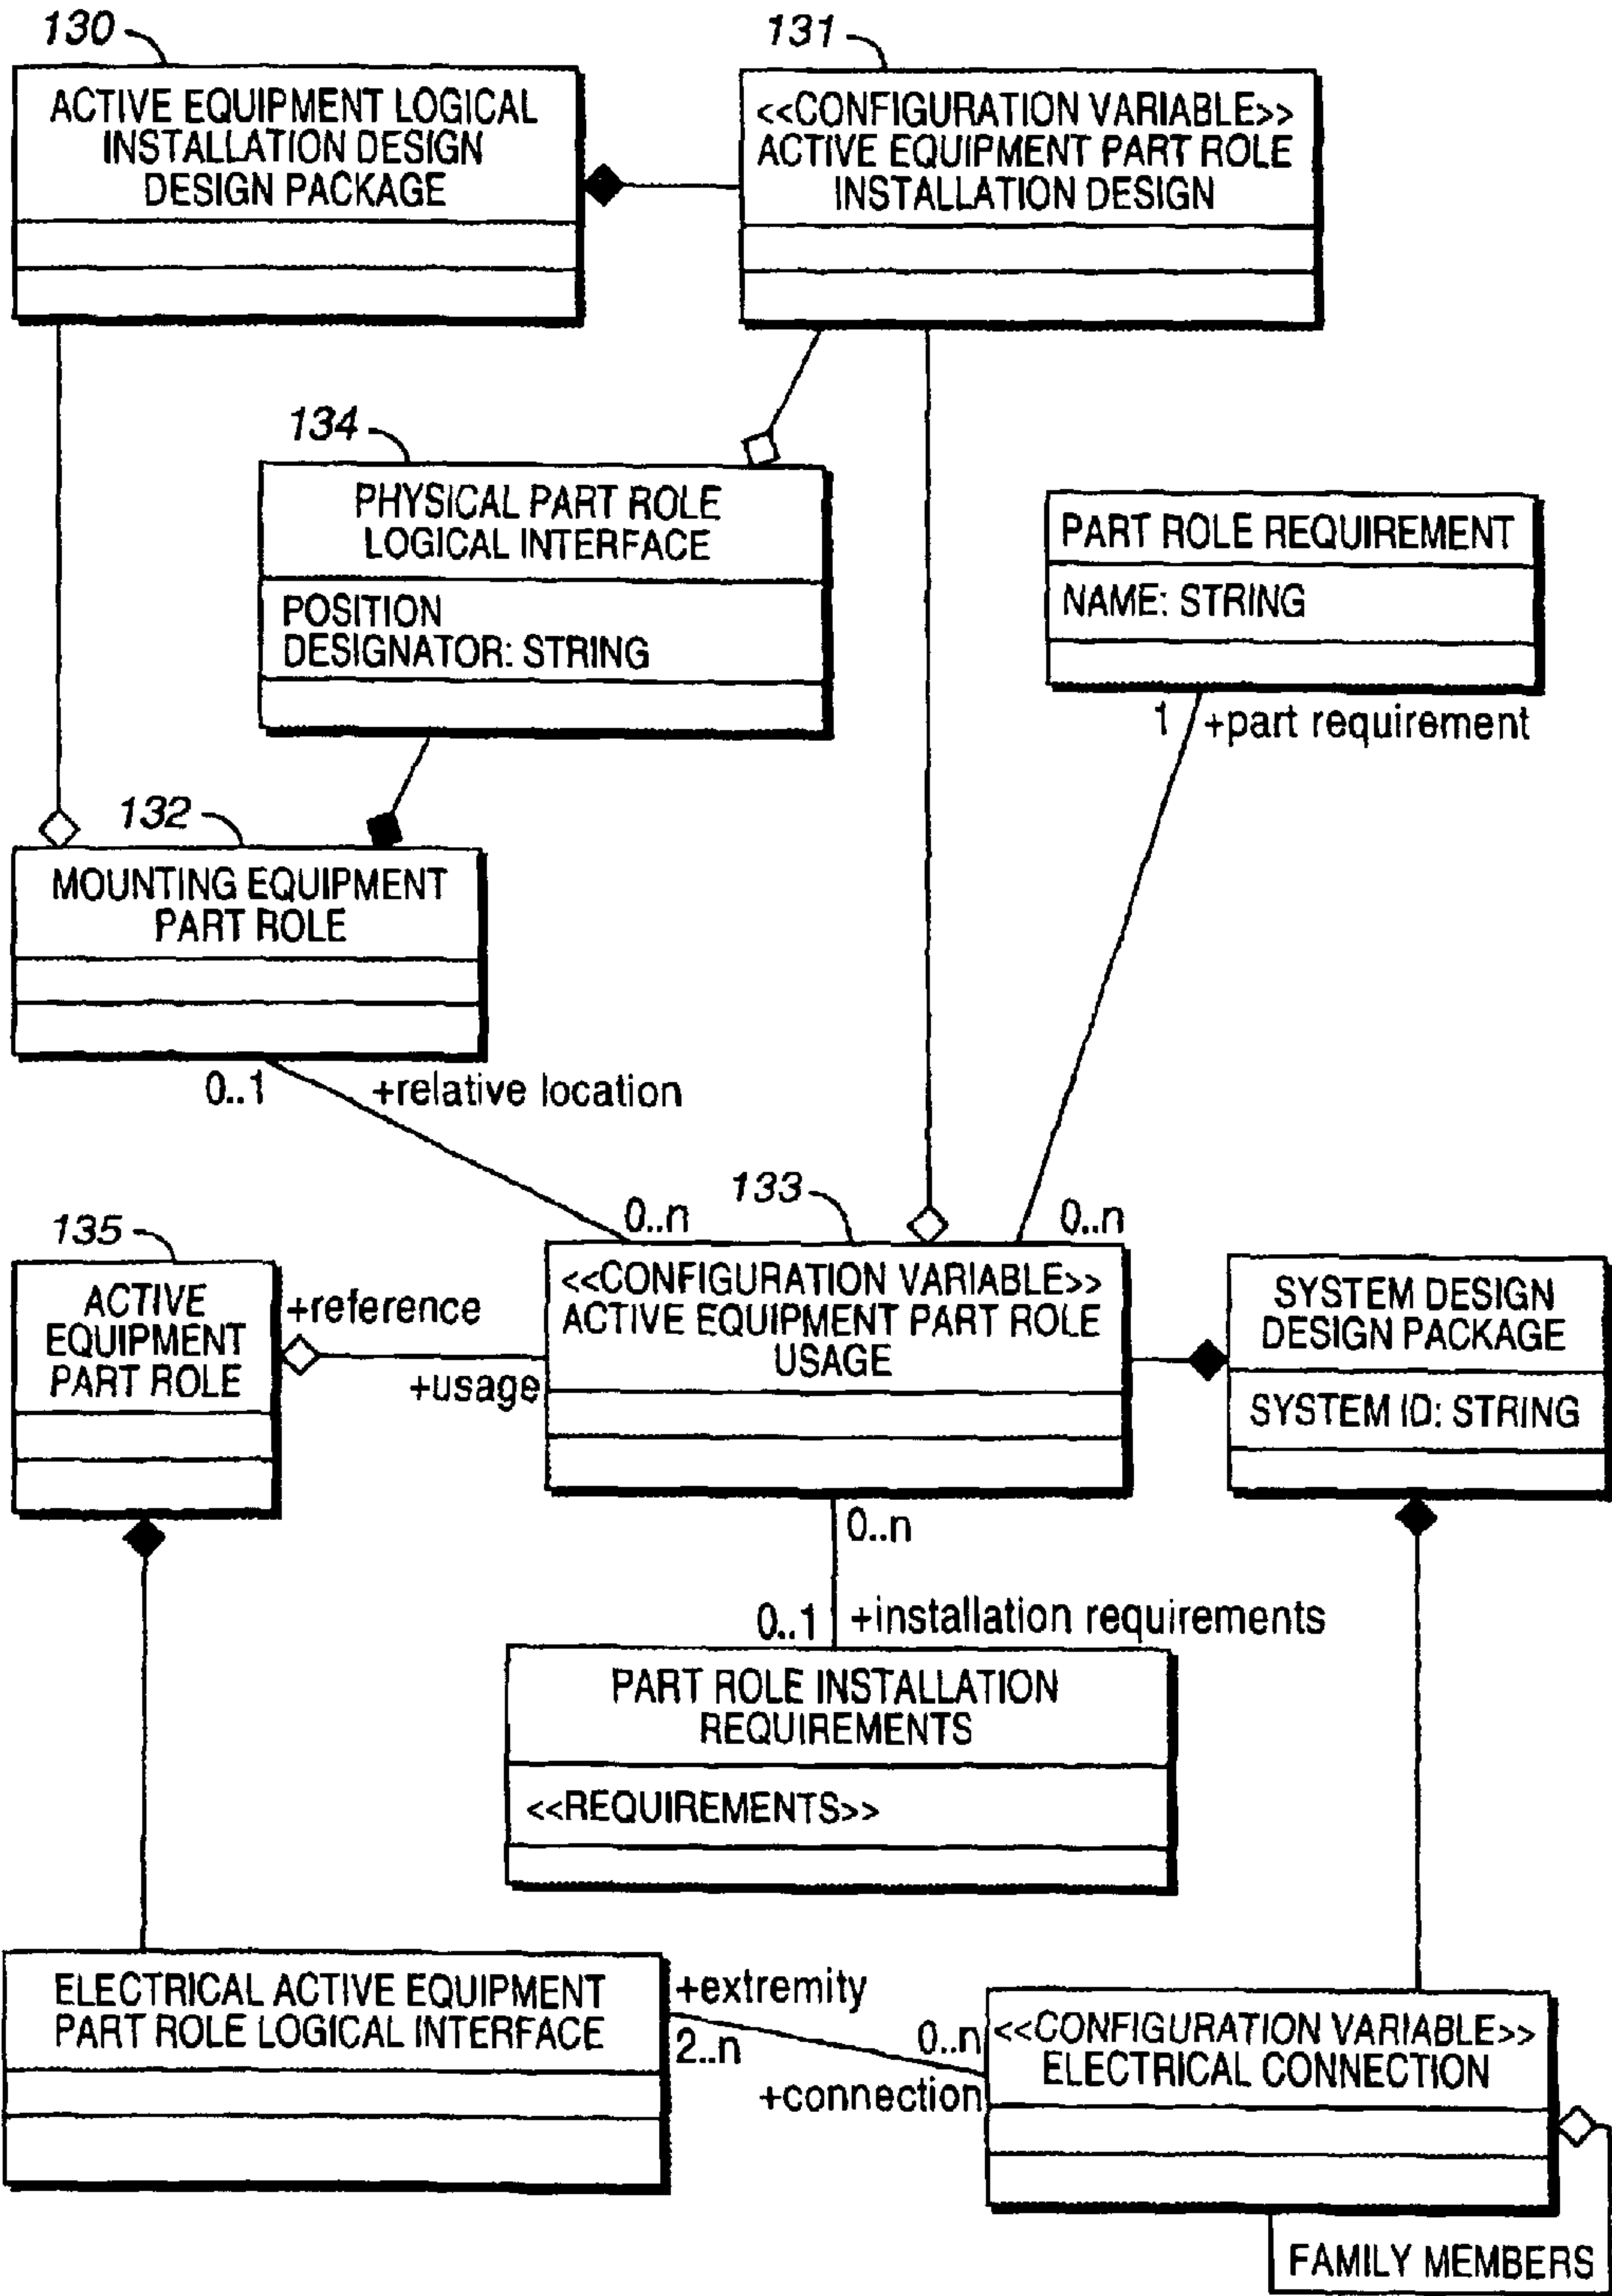 130
ACTIVE EQUIPMENT LOGICAL
INSTALLATION DESIGN
DESIGN PACKAGE
131
<<CONFIGURATION VARIABLE>>
ACTIVE EQUIPMENT PART ROLE
INSTALLATION DESIGN
134
PHYSICAL PART ROLE
LOGICAL INTERFACE
POSITION
DESIGNATOR: STRING
PART ROLE REQUIREMENT
NAME: STRING
1 +part requirement
132
MOUNTING EQUIPMENT
PART ROLE
0..1 +relative location
133
0..n
0..n
135
ACTIVE
EQUIPMENT
PART ROLE
+reference
+usage
<<CONFIGURATION VARIABLE>>
ACTIVE EQUIPMENT PART ROLE
USAGE
SYSTEM DESIGN
DESIGN PACKAGE
SYSTEM ID: STRING
0..n
0..1 +installation requirements
PART ROLE INSTALLATION
REQUIREMENTS
<<REQUIREMENTS>>
ELECTRICAL ACTIVE EQUIPMENT
PART ROLE LOGICAL INTERFACE
+extremity
2..n
0..n
+connection
<<CONFIGURATION VARIABLE>>
ELECTRICAL CONNECTION
FAMILY MEMBERS